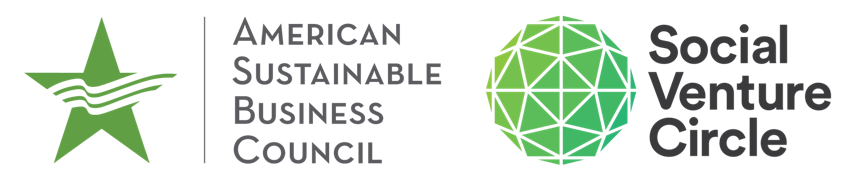 American
Sustainable
Business
Council
Social
Venture
Circle